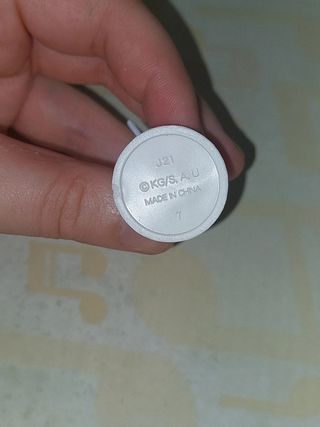 J21
©KG/S, A, U
MADE IN CHINA
7